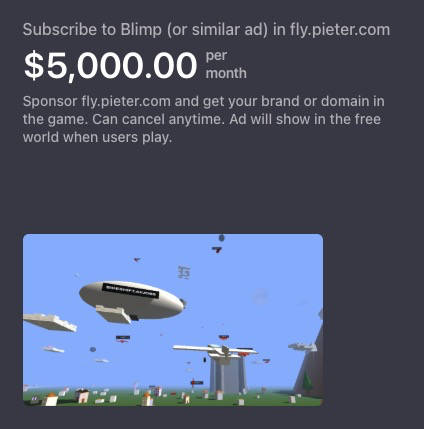 Subscribe to Blimp (or similar ad) in fly.pieter.com
$5,000.00 per
month
Sponsor fly.pieter.com and get your brand or domain in
the game. Can cancel anytime. Ad will show in the free
world when users play.